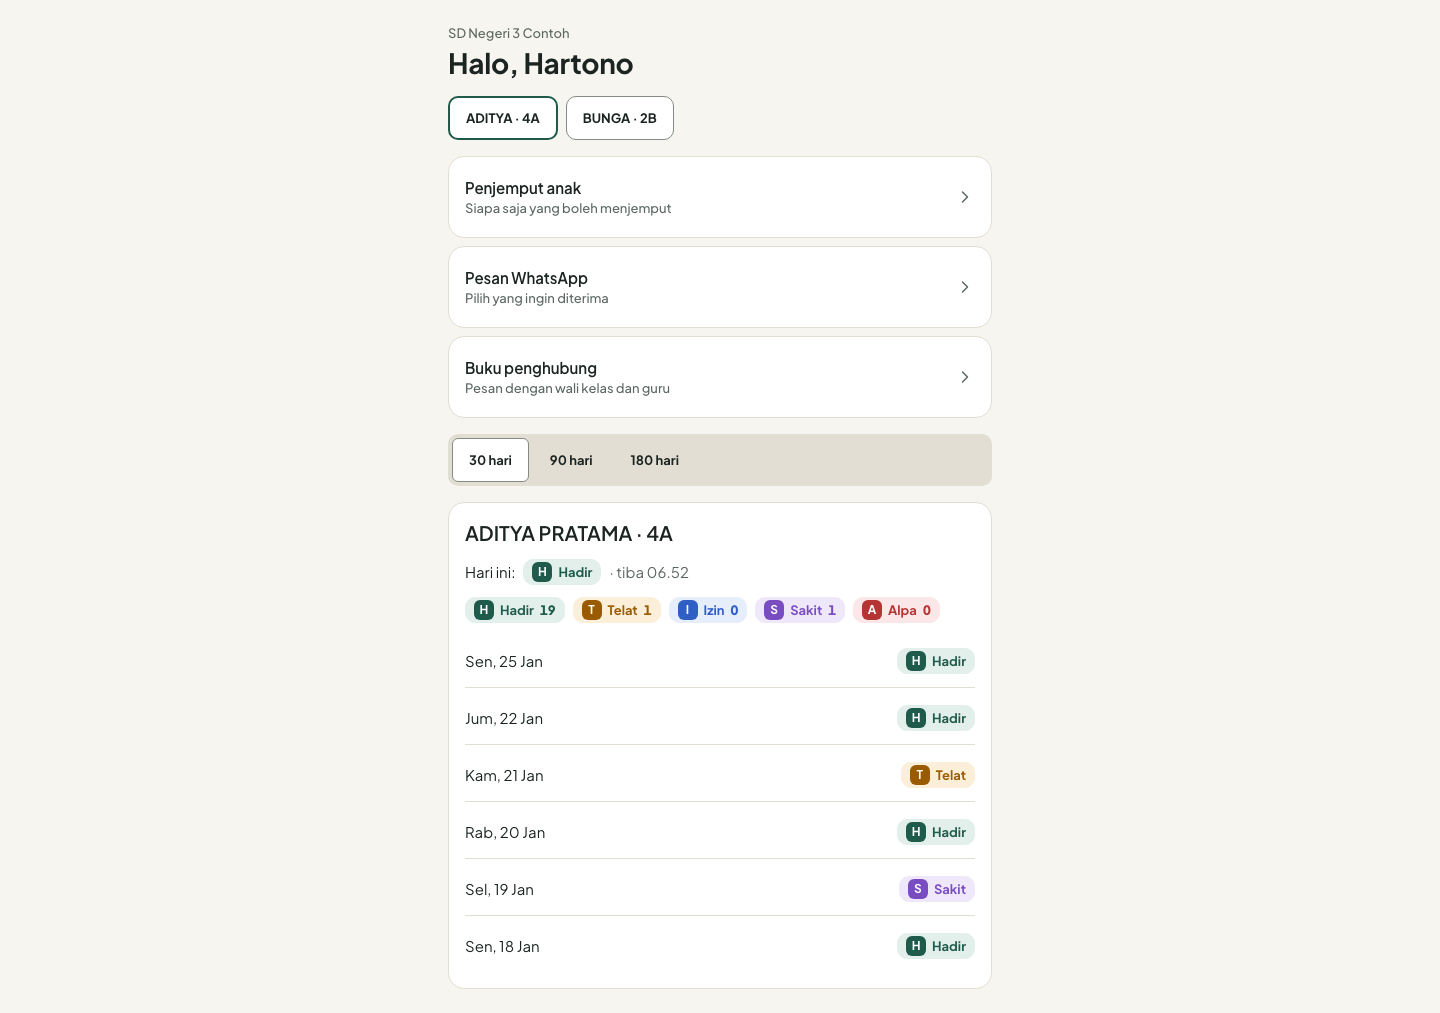 SD Negeri 3 Contoh
Halo, Hartono
ADITYA · 4A BUNGA · 2B
Penjemput anak
Siapa saja yang boleh menjemput
Pesan WhatsApp
Pilih yang ingin diterima
Buku penghubung
Pesan dengan wali kelas dan guru
30 hari 90 hari 180 hari
ADITYA PRATAMA · 4A
Hari ini: H Hadir · tiba 06.52
H Hadir 19 T Telat 1 I Izin 0 S Sakit 1 A Alpa 0
Sen, 25 Jan H Hadir
Jum, 22 Jan H Hadir
Kam, 21 Jan T Telat
Rab, 20 Jan H Hadir
Sel, 19 Jan S Sakit
Sen, 18 Jan H Hadir